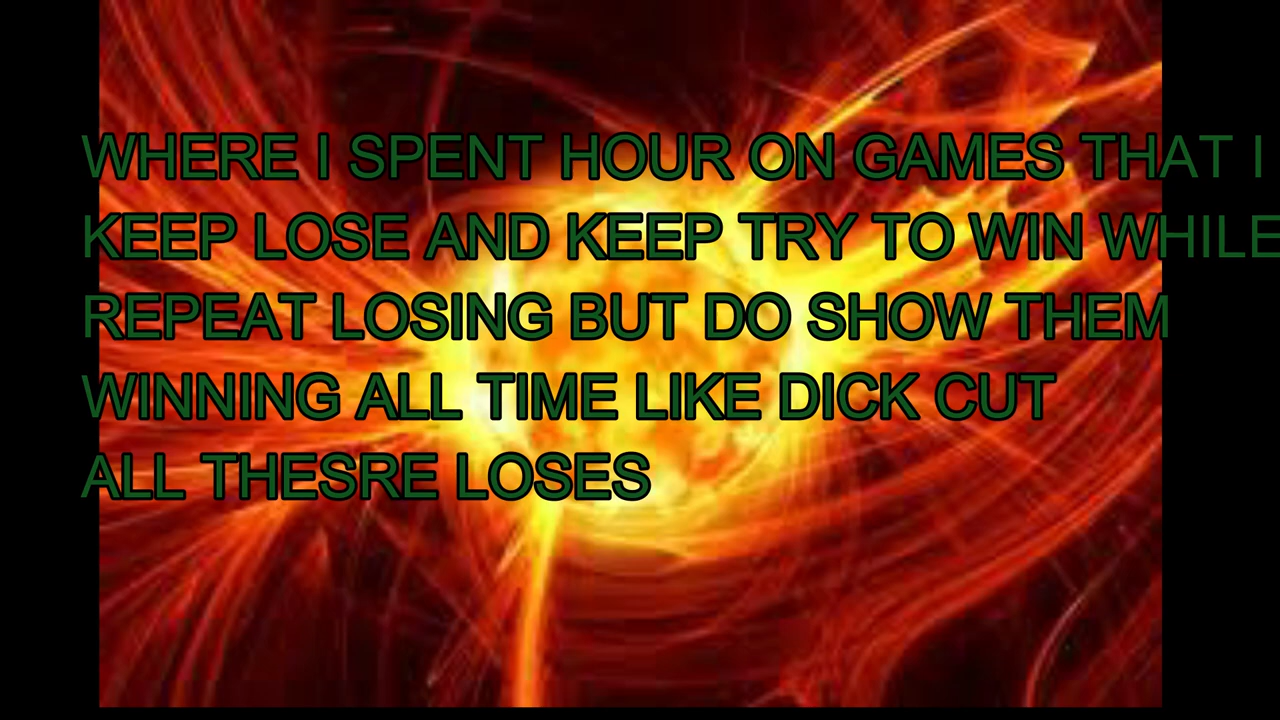 WHERE I SPENT HOUR ON GAMES THAT I
KEEP LOSE AND KEEP TRY TO WIN WHILE
REPEAT LOSING BUT DO SHOW THEM
WINNING ALL TIME LIKE DICK CUT
ALL THESRE LOSES